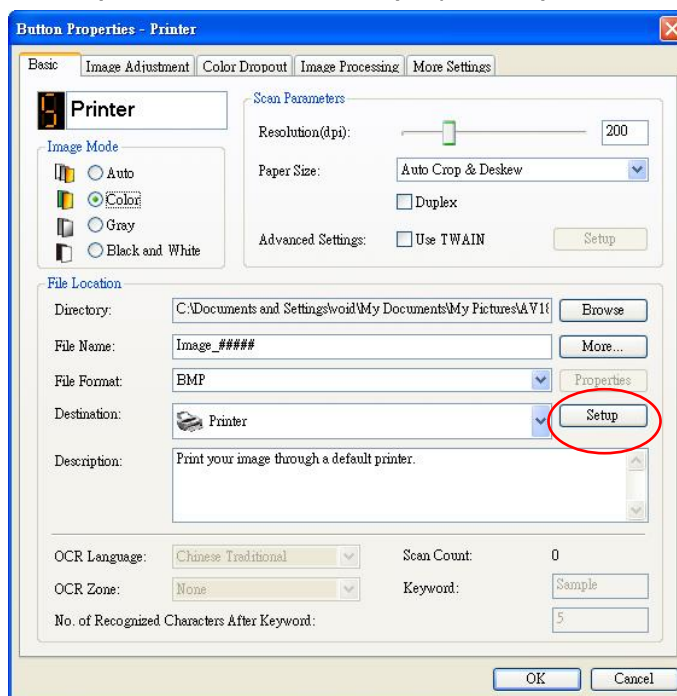 Button Properties - Printer
Basic Image Adjustment Color Dropout Image Processing More Settings
5 Printer
Scan Parameters
Resolution(dpi): 200
Paper Size: Auto Crop & Deskew
Duplex
Advanced Settings: Use TWAIN Setup
Image Mode
Auto
Color
Gray
Black and White
File Location
Directory: C:\Documents and Settings\void\My Documents\My Pictures\AV18 Browse
File Name: Image_##### More...
File Format: BMP Properties
Destination: Printer Setup
Description: Print your image through a default printer.
OCR Language: Chinese Traditional Scan Count: 0
OCR Zone: None Keyword: Sample
No. of Recognized Characters After Keyword: 5
OK Cancel